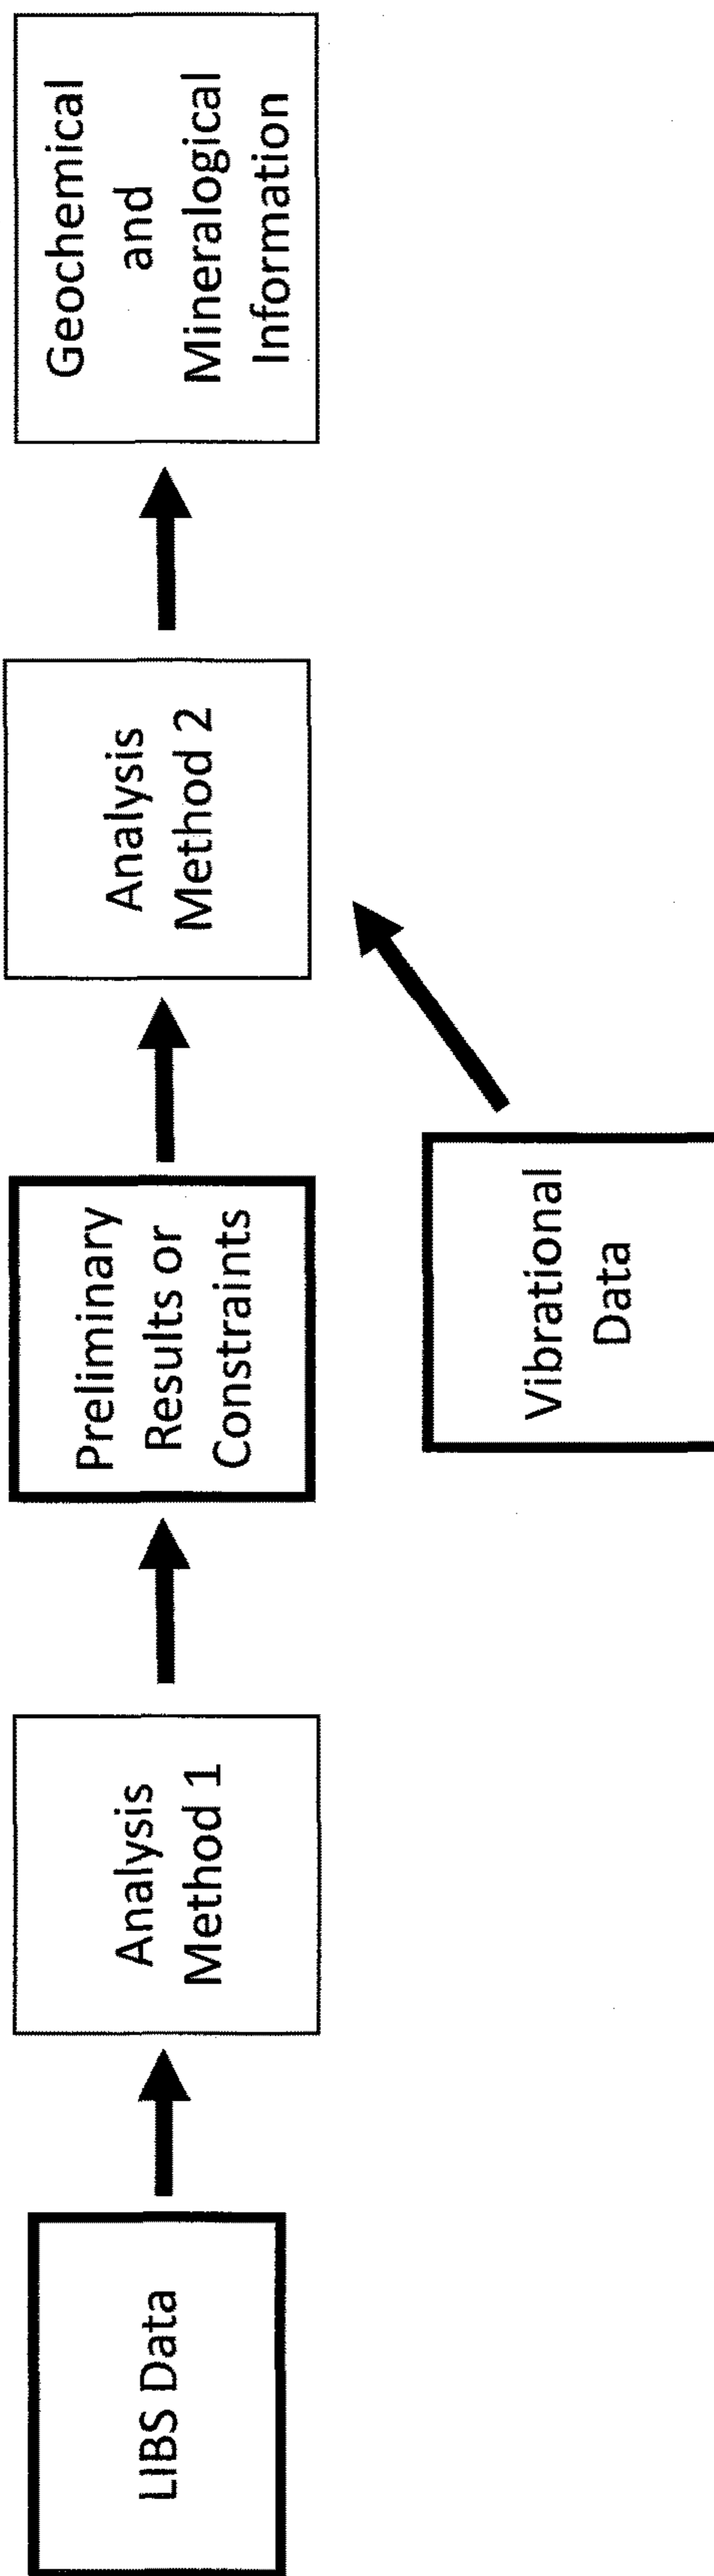 LIBS Data
Analysis
Method 1
Preliminary
Results or
Constraints
Vibrational
Data
Analysis
Method 2
Geochemical
and
Mineralogical
Information